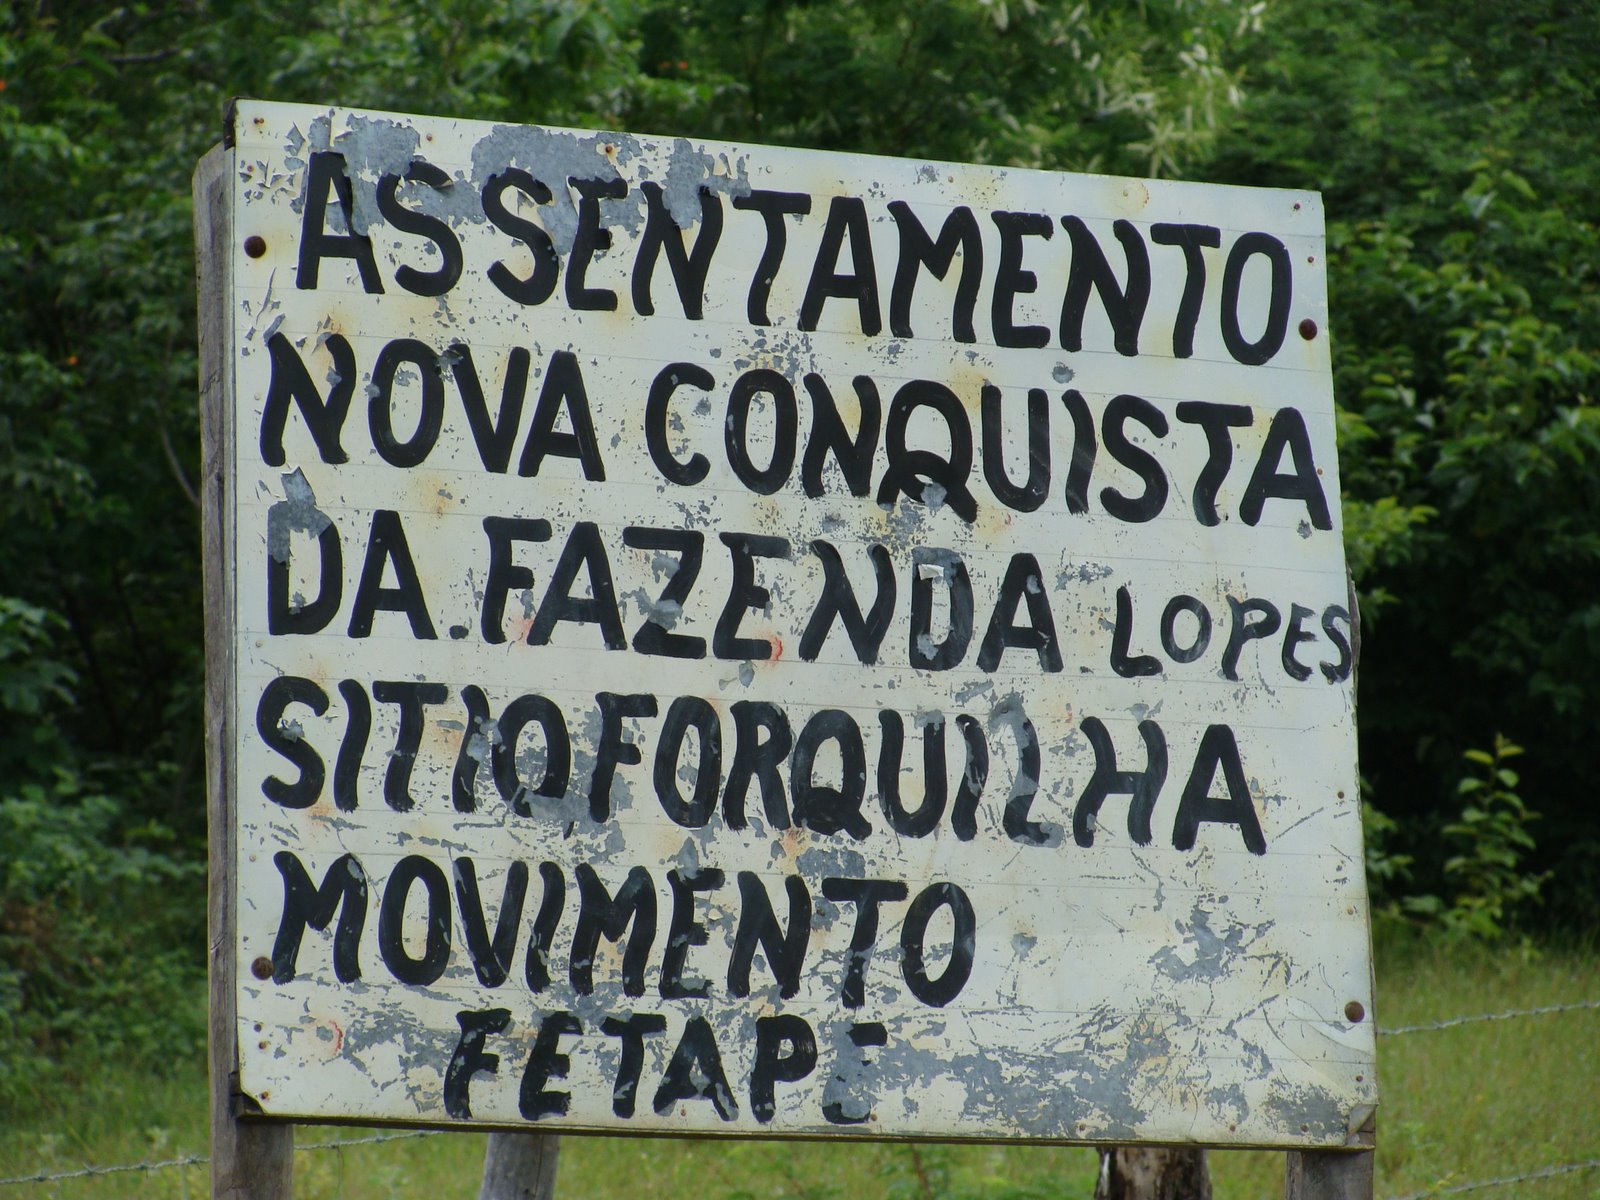 ASSENTAMENTO
NOVA CONQUISTA
DA.FAZENDA LOPES
SITIO FORQUILHA
MOVIMENTO
FETAPE